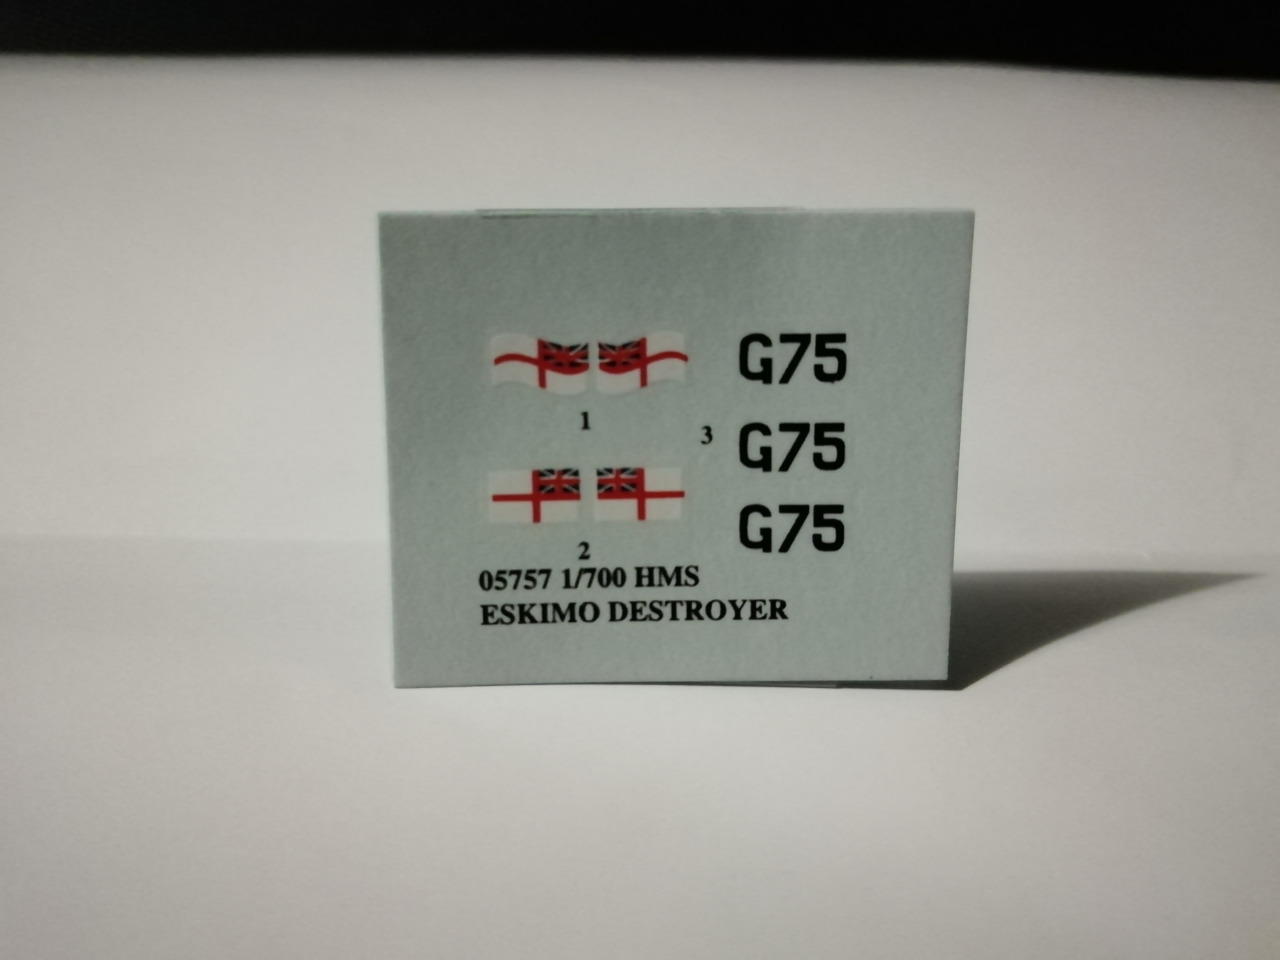 G75
1
3 G75
G75
2
05757 1/700 HMS
ESKIMO DESTROYER